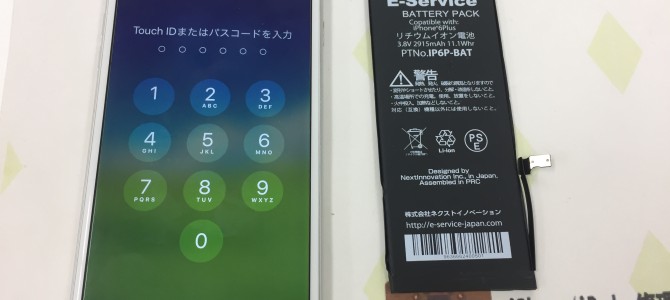 Touch IDまたはパスコードを入力
1
2
ABC
3
DEF
4
GHI
5
JKL
6
MNO
7
PQRS
8
TUV
9
WXYZ
0
E-Service
BATTERY PACK
Compatible with:
iPhone*6Plus
リチウムイオン電池
3.8V 2915mAh 11.1Whr
PTNo.IP6P-BAT
警告
Li-ion
PS
E
Designed by
NextInnovation Inc., in Japan.
Assembled in PRC
株式会社ネクストイノベーション
http://e-service-japan.com